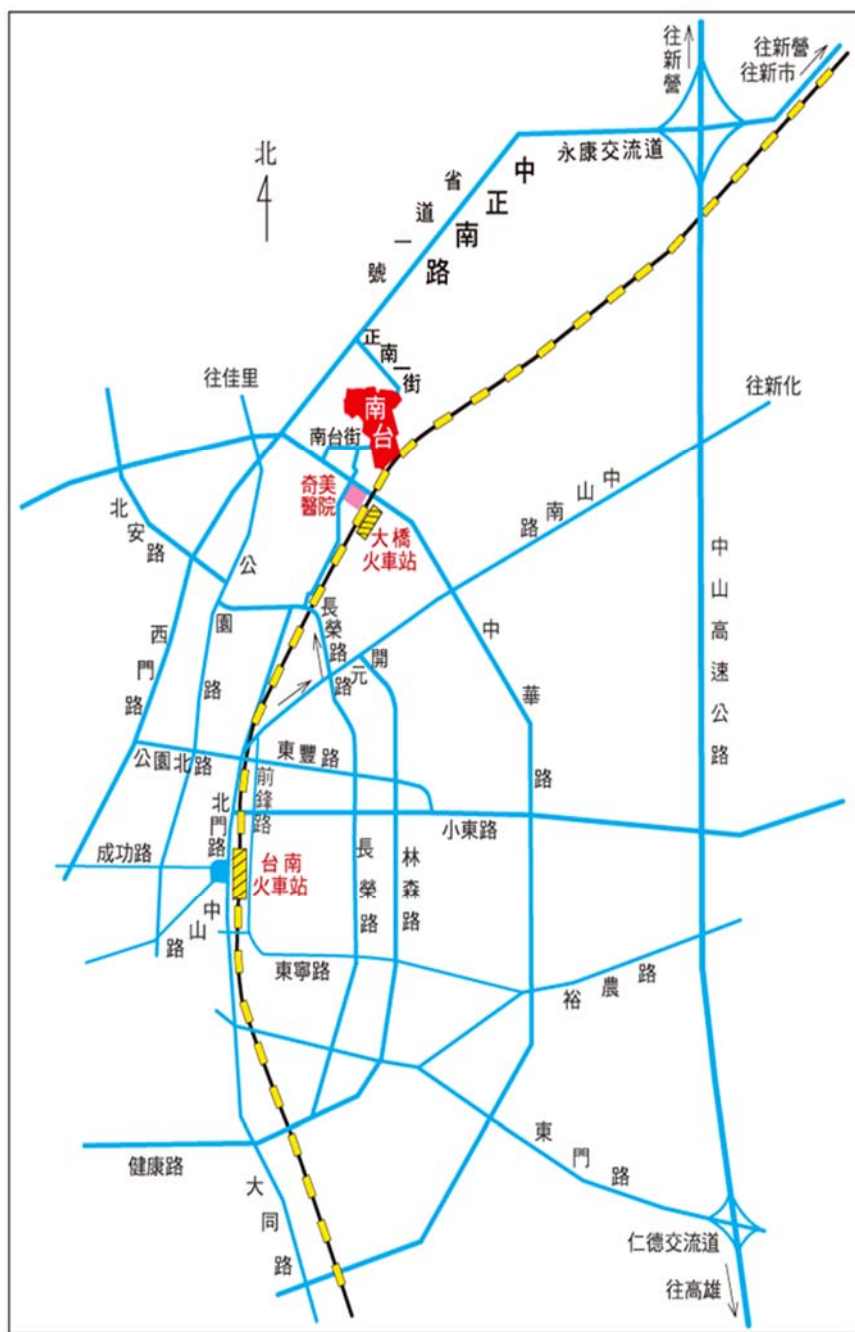 往新營
往新營
往新市
北
永康交流道
中正南路
省道一號
正南一街
往佳里
南台
南台街
往新化
奇美
醫院
大橋
火車站
北安路
中山南路
公園路
長榮路
中山高速公路
西門路
開元路
中華路
公園北路
東豐路
前鋒路
北門路
小東路
成功路
台南
火車站
長榮路
林森路
中山路
東寧路
裕農路
東門路
健康路
大同路
仁德交流道
往高雄